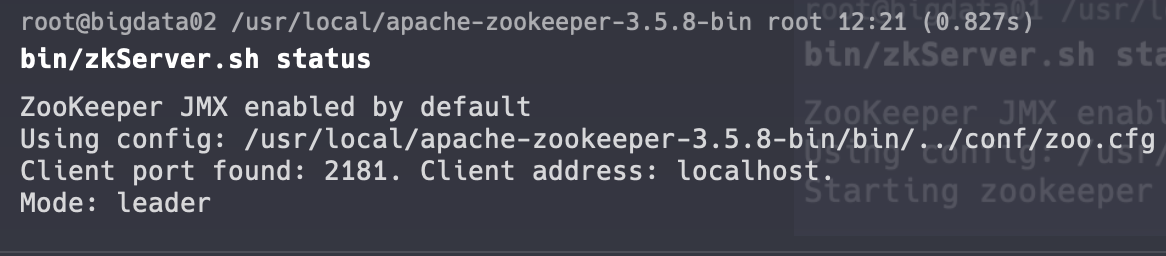 root@bigdata02 /usr/local/apache-zookeeper-3.5.8-bin root 12:21 (0.827s)
bin/zkServer.sh status
ZooKeeper JMX enabled by default
Using config: /usr/local/apache-zookeeper-3.5.8-bin/bin/../conf/zoo.cfg
Client port found: 2181. Client address: localhost.
Mode: leader
root@bigdata01 /usr/l
bin/zkServer.sh sta
ZooKeeper JMX enabl
Using config: /usr/
Starting zookeeper